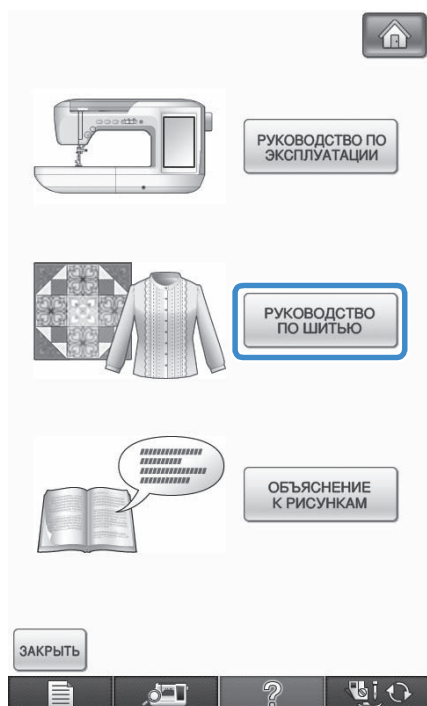 РУКОВОДСТВО ПО
ЭКСПЛУАТАЦИИ
РУКОВОДСТВО
ПО ШИТЬЮ
ОБЪЯСНЕНИЕ
К РИСУНКАМ
ЗАКРЫТЬ